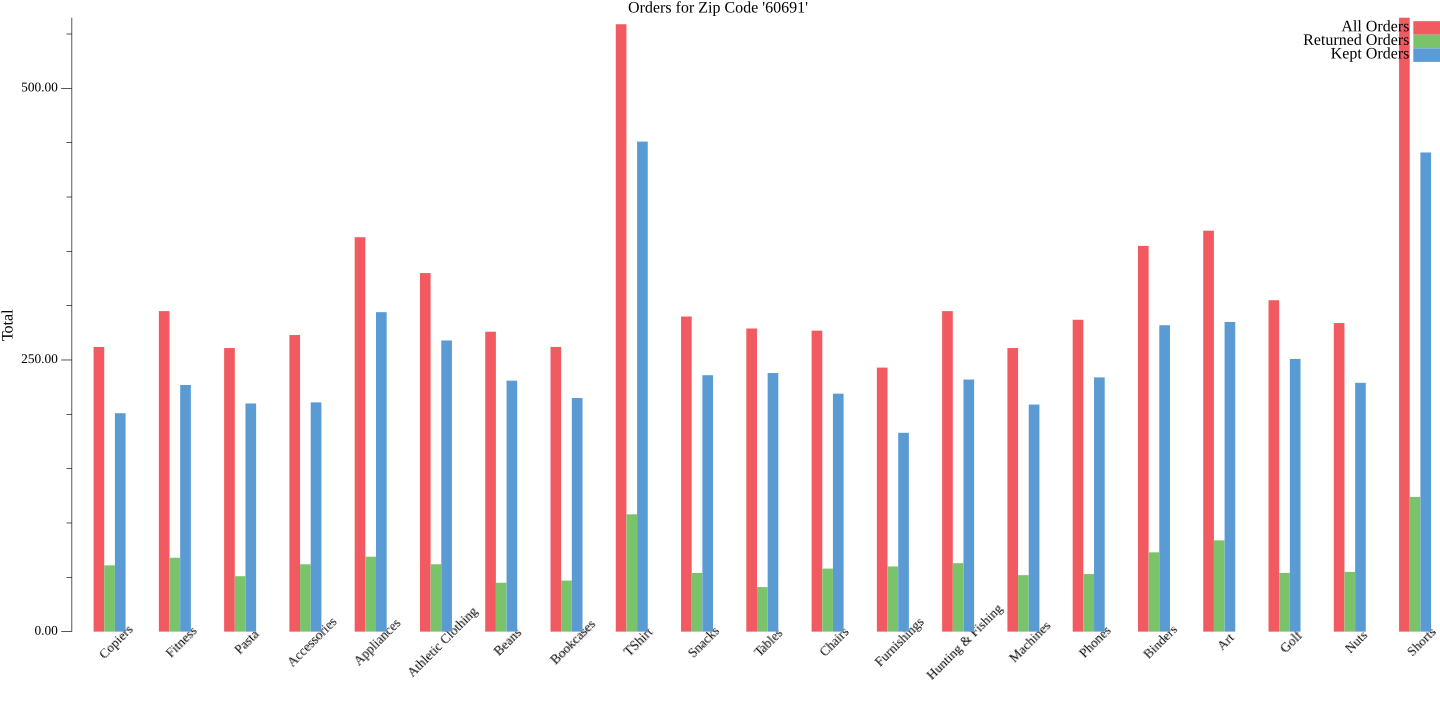 Orders for Zip Code '60691'
All Orders
Returned Orders
Kept Orders
Total
500.00
250.00
0.00
Copiers
Fitness
Pasta
Accessories
Appliances
Athletic Clothing
Beans
Bookcases
TShirt
Snacks
Tables
Chairs
Furnishings
Hunting & Fishing
Machines
Phones
Binders
Art
Golf
Nuts
Shorts